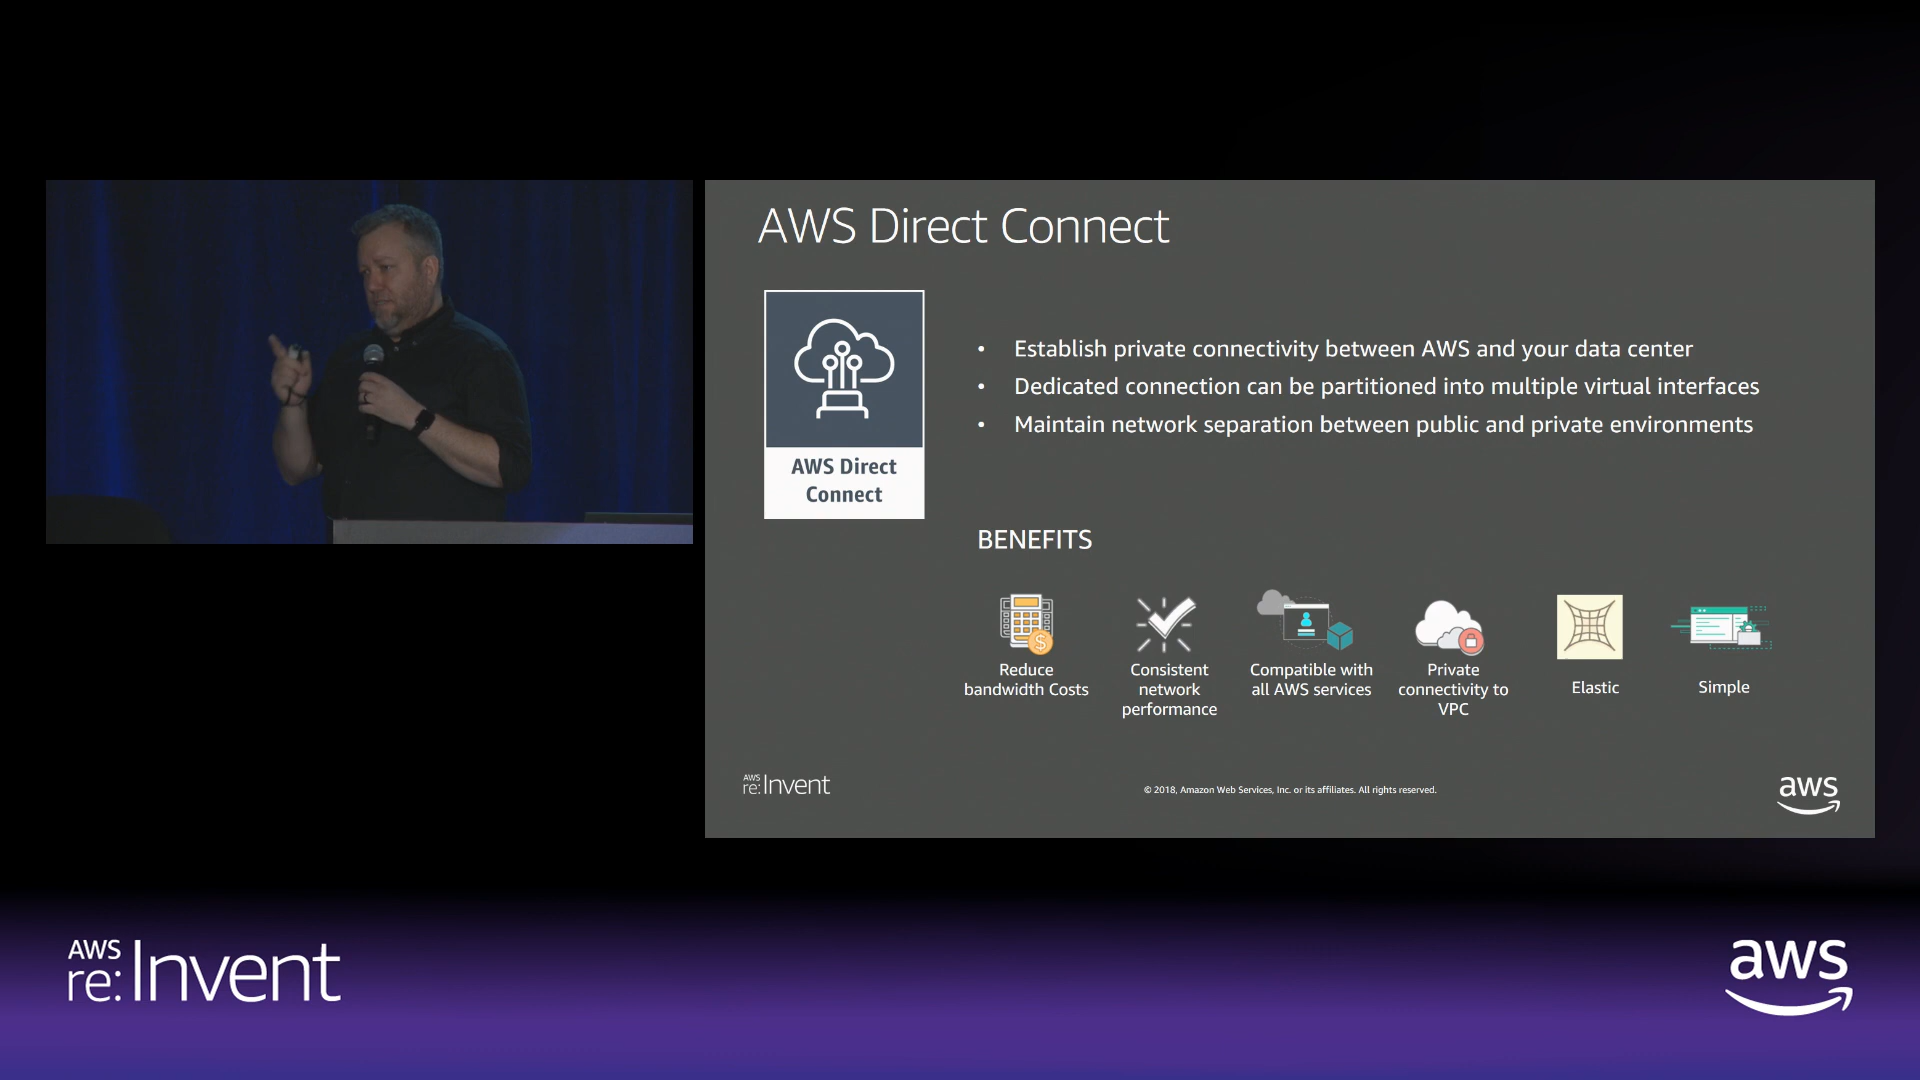 AWS Direct Connect
AWS Direct
Connect
• Establish private connectivity between AWS and your data center
• Dedicated connection can be partitioned into multiple virtual interfaces
• Maintain network separation between public and private environments
BENEFITS
Reduce
bandwidth Costs
Consistent
network
performance
Compatible with
all AWS services
Private
connectivity to
VPC
Elastic
Simple
AWS
re:Invent
© 2018, Amazon Web Services, Inc. or its affiliates. All rights reserved.
aws
AWS
re:Invent
aws